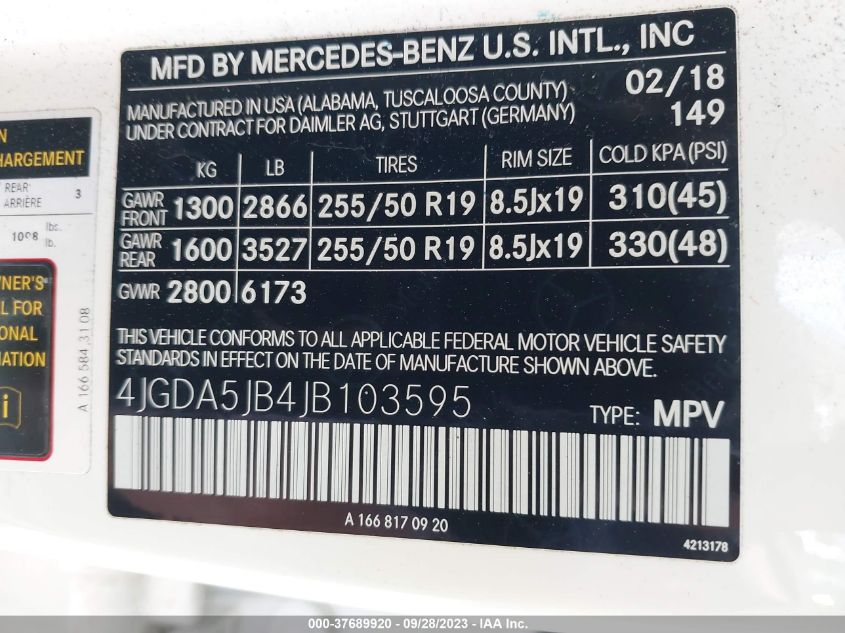 MFD BY MERCEDES-BENZ U.S. INTL., INC
02/18
MANUFACTURED IN USA (ALABAMA, TUSCALOOSA COUNTY)
UNDER CONTRACT FOR DAIMLER AG, STUTTGART (GERMANY)
149
KG LB TIRES RIM SIZE COLD KPA (PSI)
GAWR FRONT 1300 2866 255/50 R19 8.5Jx19 310(45)
GAWR REAR 1600 3527 255/50 R19 8.5Jx19 330(48)
GVWR 2800 6173
THIS VEHICLE CONFORMS TO ALL APPLICABLE FEDERAL MOTOR VEHICLE SAFETY
STANDARDS IN EFFECT ON THE DATE OF MANUFACTURE SHOWN ABOVE.
4JGDA5JB4JB103595 TYPE: MPV
A 166 817 09 20
4213178
HARGEMENT
REAR 3
ARRIÈRE
lbs.
lb.
WNER'S
FOR
A 166 584 31 08
000-37689920 - 09/28/2023 - IAA Inc.